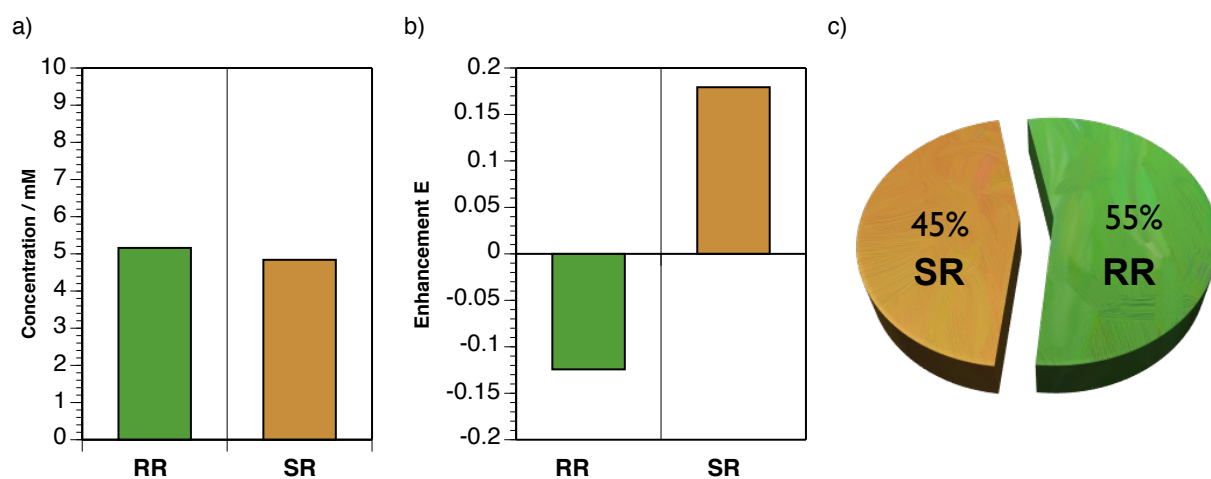 a)
Concentration / mM
10
9
8
7
6
5
4
3
2
1
0
RR SR
b)
Enhancement E
0.2
0.15
0.1
0.05
0
-0.05
-0.1
-0.15
-0.2
RR SR
c)
45%
SR
55%
RR